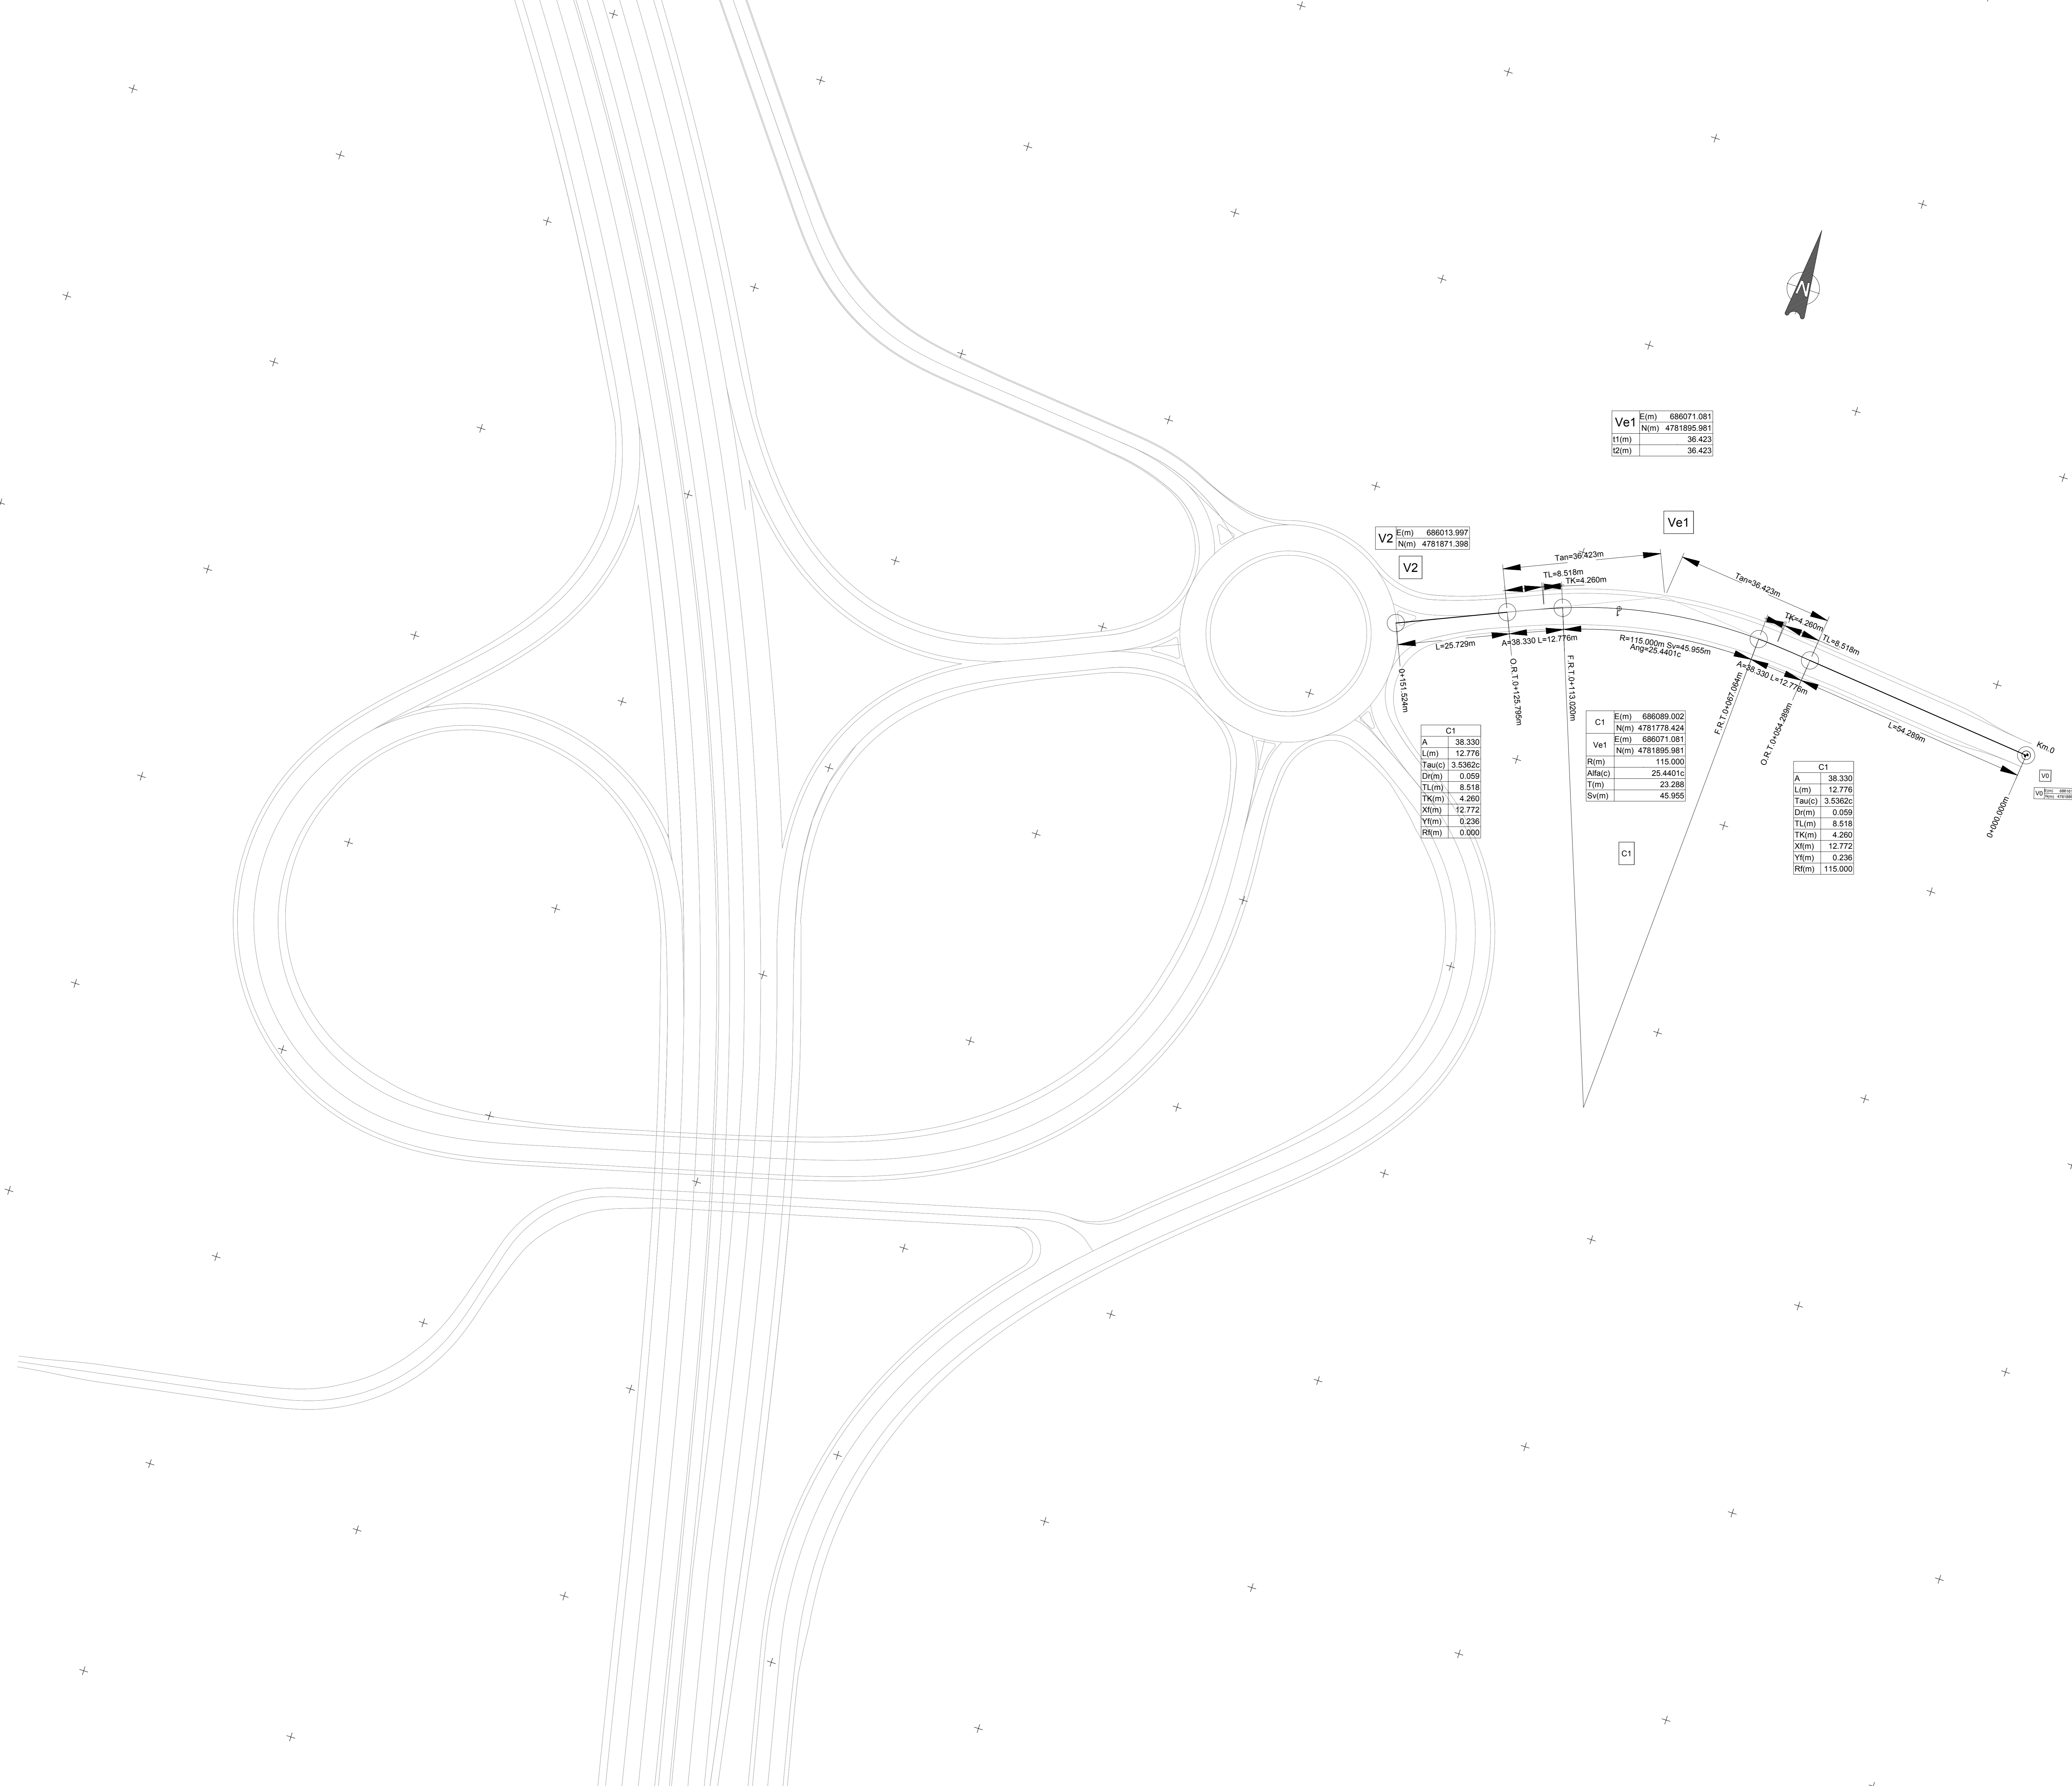 N
Ve1 E(m) 686071.081
N(m) 4781895.981
t1(m) 36.423
t2(m) 36.423
Ve1
V2 E(m) 686013.997
N(m) 4781871.398
V2
Tan=36.423m
TL=8.518m
TK=4.260m
Tan=36.423m
TK=4.260m
TL=8.518m
L=25.729m
A=38.330 L=12.776m
R=115.000m Sv=45.955m
Ang=25.4401c
A=38.330 L=12.776m
L=54.289m
0+151.524m
O.R.T.0+125.795m
F.R.T.0+113.020m
F.R.T.0+067.064m
O.R.T.0+054.289m
0+000.000m
Km.0
V0
V0
C1
A 38.330
L(m) 12.776
Tau(c) 3.5362c
Dr(m) 0.059
TL(m) 8.518
TK(m) 4.260
Xf(m) 12.772
Yf(m) 0.236
Rf(m) 0.000
C1 E(m) 686089.002
N(m) 4781778.424
Ve1 E(m) 686071.081
N(m) 4781895.981
R(m) 115.000
Alfa(c) 25.4401c
T(m) 23.288
Sv(m) 45.955
C1
C1
A 38.330
L(m) 12.776
Tau(c) 3.5362c
Dr(m) 0.059
TL(m) 8.518
TK(m) 4.260
Xf(m) 12.772
Yf(m) 0.236
Rf(m) 115.000